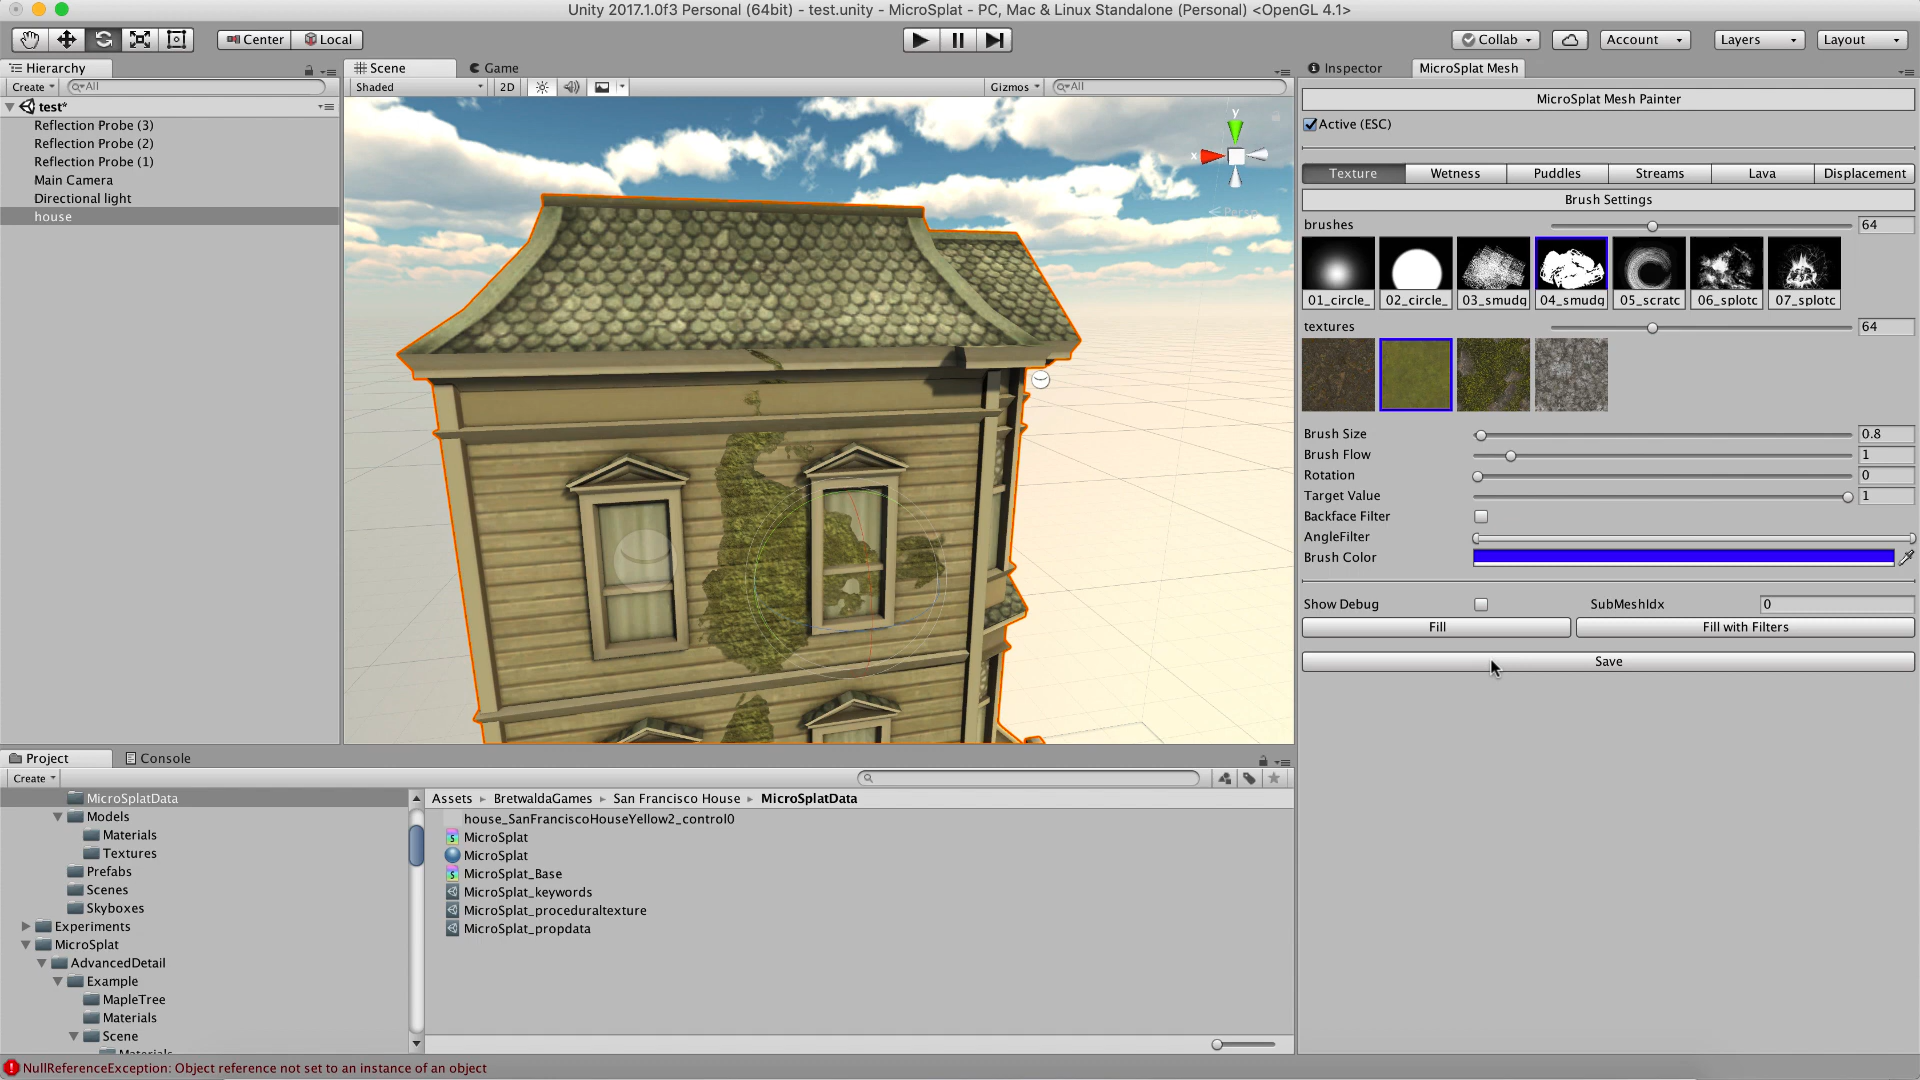 Unity 2017.1.0f3 Personal (64bit) - test.unity - MicroSplat - PC, Mac & Linux Standalone (Personal) <OpenGL 4.1>
Center Local Collab Account Layers Layout
Hierarchy
Create All
test*
Reflection Probe (3)
Reflection Probe (2)
Reflection Probe (1)
Main Camera
Directional light
house
Scene Game
Shaded 2D Gizmos All
y
x
Persp
Inspector MicroSplat Mesh
MicroSplat Mesh Painter
Active (ESC)
Texture Wetness Puddles Streams Lava Displacement
Brush Settings
brushes 64
01_circle_ 02_circle_ 03_smudg 04_smudg 05_scratc 06_splotc 07_splotc
textures 64
Brush Size 0.8
Brush Flow 1
Rotation 0
Target Value 1
Backface Filter
AngleFilter
Brush Color
Show Debug SubMeshIdx 0
Fill Fill with Filters
Save
Project Console
Create
MicroSplatData
Models
Materials
Textures
Prefabs
Scenes
Skyboxes
Experiments
MicroSplat
AdvancedDetail
Example
MapleTree
Materials
Scene
Materials
Assets BretwaldaGames San Francisco House MicroSplatData
house_SanFranciscoHouseYellow2_control0
MicroSplat
MicroSplat
MicroSplat_Base
MicroSplat_keywords
MicroSplat_proceduraltexture
MicroSplat_propdata
NullReferenceException: Object reference not set to an instance of an object